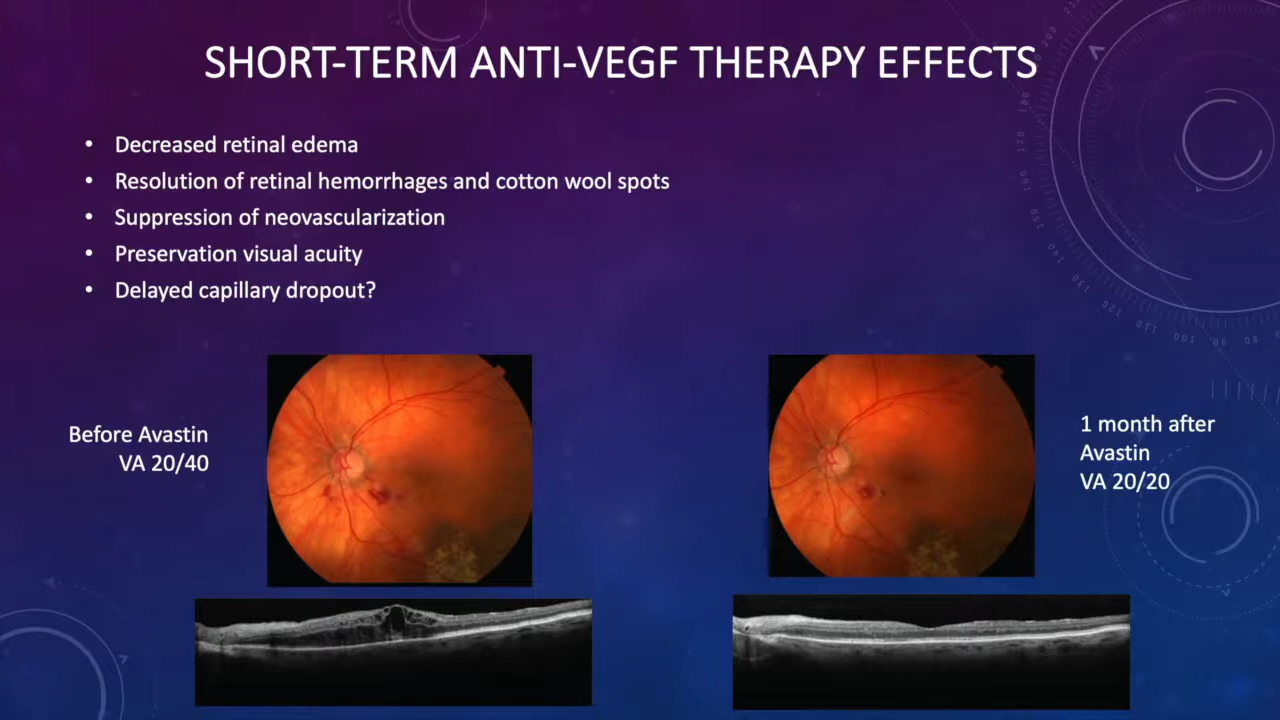 SHORT-TERM ANTI-VEGF THERAPY EFFECTS
• Decreased retinal edema
• Resolution of retinal hemorrhages and cotton wool spots
• Suppression of neovascularization
• Preservation visual acuity
• Delayed capillary dropout?
Before Avastin
VA 20/40
1 month after
Avastin
VA 20/20